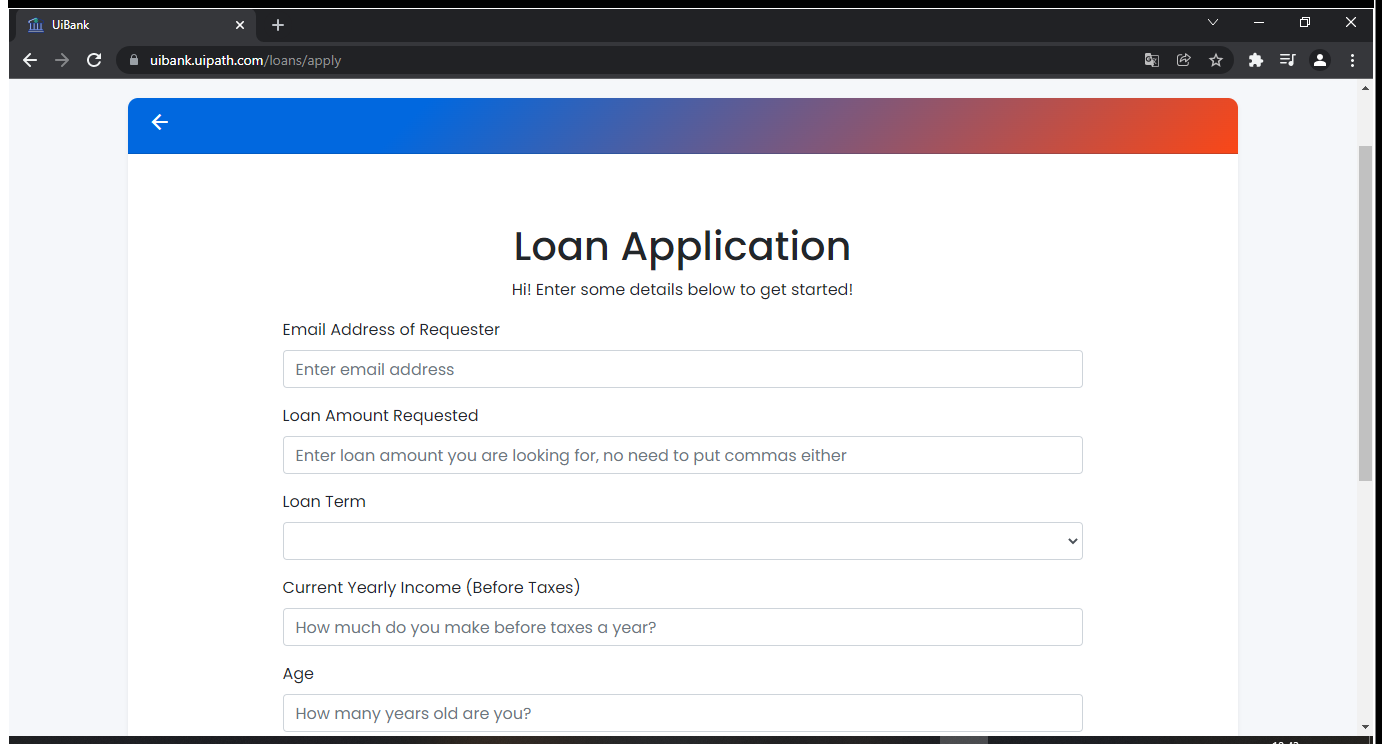 UiBank
uibank.uipath.com/loans/apply
Loan Application
Hi! Enter some details below to get started!
Email Address of Requester
Enter email address
Loan Amount Requested
Enter loan amount you are looking for, no need to put commas either
Loan Term
Current Yearly Income (Before Taxes)
How much do you make before taxes a year?
Age
How many years old are you?